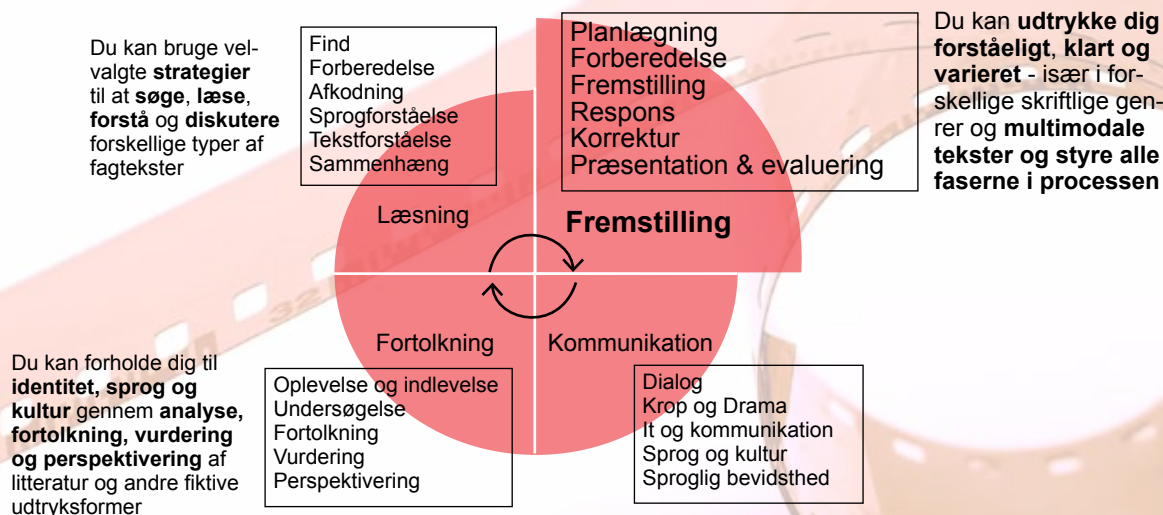 Du kan bruge vel-
valgte strategier
til at søge, læse,
forstå og diskutere
forskellige typer af
fagtekster
Find
Forberedelse
Afkodning
Sprogforståelse
Tekstforståelse
Sammenhæng
Læsning
Planlægning
Forberedelse
Fremstilling
Respons
Korrektur
Præsentation & evaluering
Fremstilling
Du kan udtrykke dig
forståeligt, klart og
varieret - især i for-
skellige skriftlige gen-
rer og multimodale
tekster og styre alle
faserne i processen
Du kan forholde dig til
identitet, sprog og
kultur gennem analyse,
fortolkning, vurdering
og perspektivering af
litteratur og andre fiktive
udtryksformer
Fortolkning
Oplevelse og indlevelse
Undersøgelse
Fortolkning
Vurdering
Perspektivering
Kommunikation
Dialog
Krop og Drama
It og kommunikation
Sprog og kultur
Sproglig bevidsthed